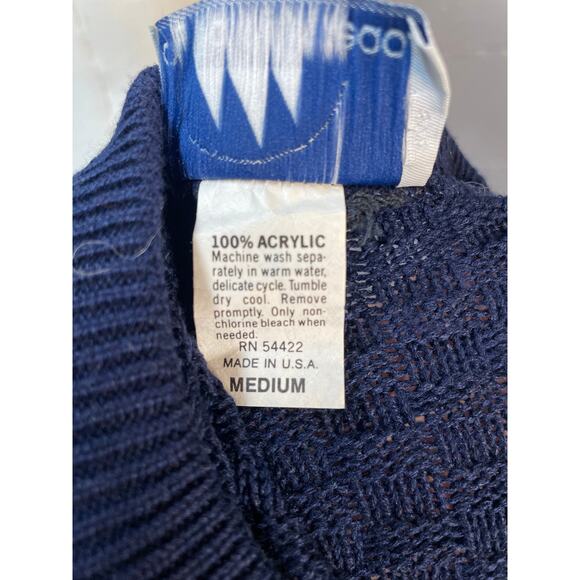 100% ACRYLIC
Machine wash sepa-
rately in warm water,
delicate cycle. Tumble
dry cool. Remove
promptly. Only non-
chlorine bleach when
needed.
RN 54422
MADE IN U.S.A.
MEDIUM